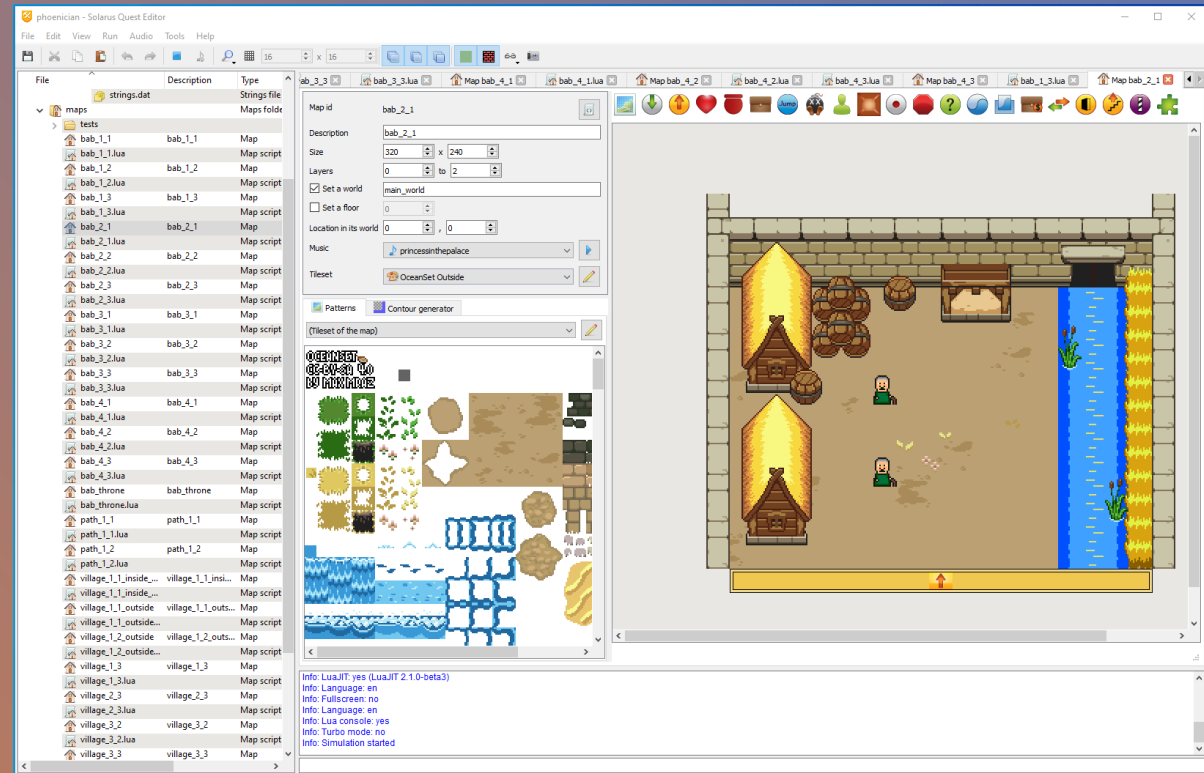 phoenician - Solarus Quest Editor
File Edit View Run Audio Tools Help
16 x 16
File Description Type
strings.dat Strings file
maps Maps folde
tests
bab_1_1 bab_1_1 Map
bab_1_1.lua Map script
bab_1_2 bab_1_2 Map
bab_1_2.lua Map script
bab_1_3 bab_1_3 Map
bab_1_3.lua Map script
bab_2_1 bab_2_1 Map
bab_2_1.lua Map script
bab_2_2 bab_2_2 Map
bab_2_2.lua Map script
bab_2_3 bab_2_3 Map
bab_2_3.lua Map script
bab_3_1 bab_3_1 Map
bab_3_1.lua Map script
bab_3_2 bab_3_2 Map
bab_3_2.lua Map script
bab_3_3 bab_3_3 Map
bab_3_3.lua Map script
bab_4_1 bab_4_1 Map
bab_4_1.lua Map script
bab_4_2 bab_4_2 Map
bab_4_2.lua Map script
bab_4_3 bab_4_3 Map
bab_4_3.lua Map script
bab_throne bab_throne Map
bab_throne.lua Map script
path_1_1 path_1_1 Map
path_1_1.lua Map script
path_1_2 path_1_2 Map
path_1_2.lua Map script
village_1_1_inside_... village_1_1_insi... Map
village_1_1_inside_... Map script
village_1_1_outside village_1_1_outs... Map
village_1_1_outside... Map script
village_1_2_outside village_1_2_outs... Map
village_1_2_outside... Map script
village_1_3 village_1_3 Map
village_1_3.lua Map script
village_2_3 village_2_3 Map
village_2_3.lua Map script
village_3_2 village_3_2 Map
village_3_2.lua Map script
village_3_3 village_3_3 Map
ab_3_3 bab_3_3.lua Map bab_4_1 bab_4_1.lua Map bab_4_2 bab_4_2.lua bab_4_3.lua Map bab_4_3 bab_1_3.lua Map bab_2_1
Map id bab_2_1
Description bab_2_1
Size 320 x 240
Layers 0 to 2
Set a world main_world
Set a floor 0
Location in its world 0 , 0
Music princessinthepalace
Tileset OceanSet Outside
Patterns Contour generator
(Tileset of the map)
OCEANSET
CC-BY-SA 4.0
BY MAXMRAZ
Jump
Info: LuaJIT: yes (LuaJIT 2.1.0-beta3)
Info: Language: en
Info: Fullscreen: no
Info: Language: en
Info: Lua console: yes
Info: Turbo mode: no
Info: Simulation started